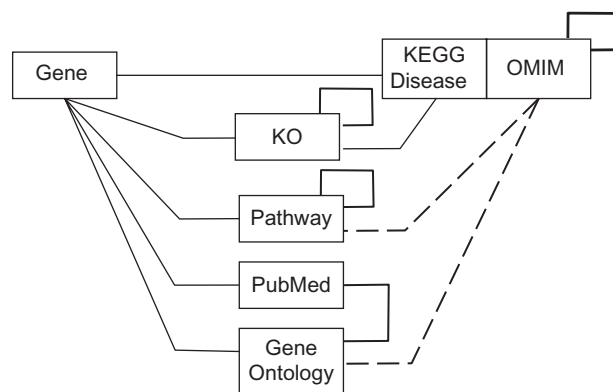 Gene
KEGG
Disease
OMIM
KO
Pathway
PubMed
Gene
Ontology